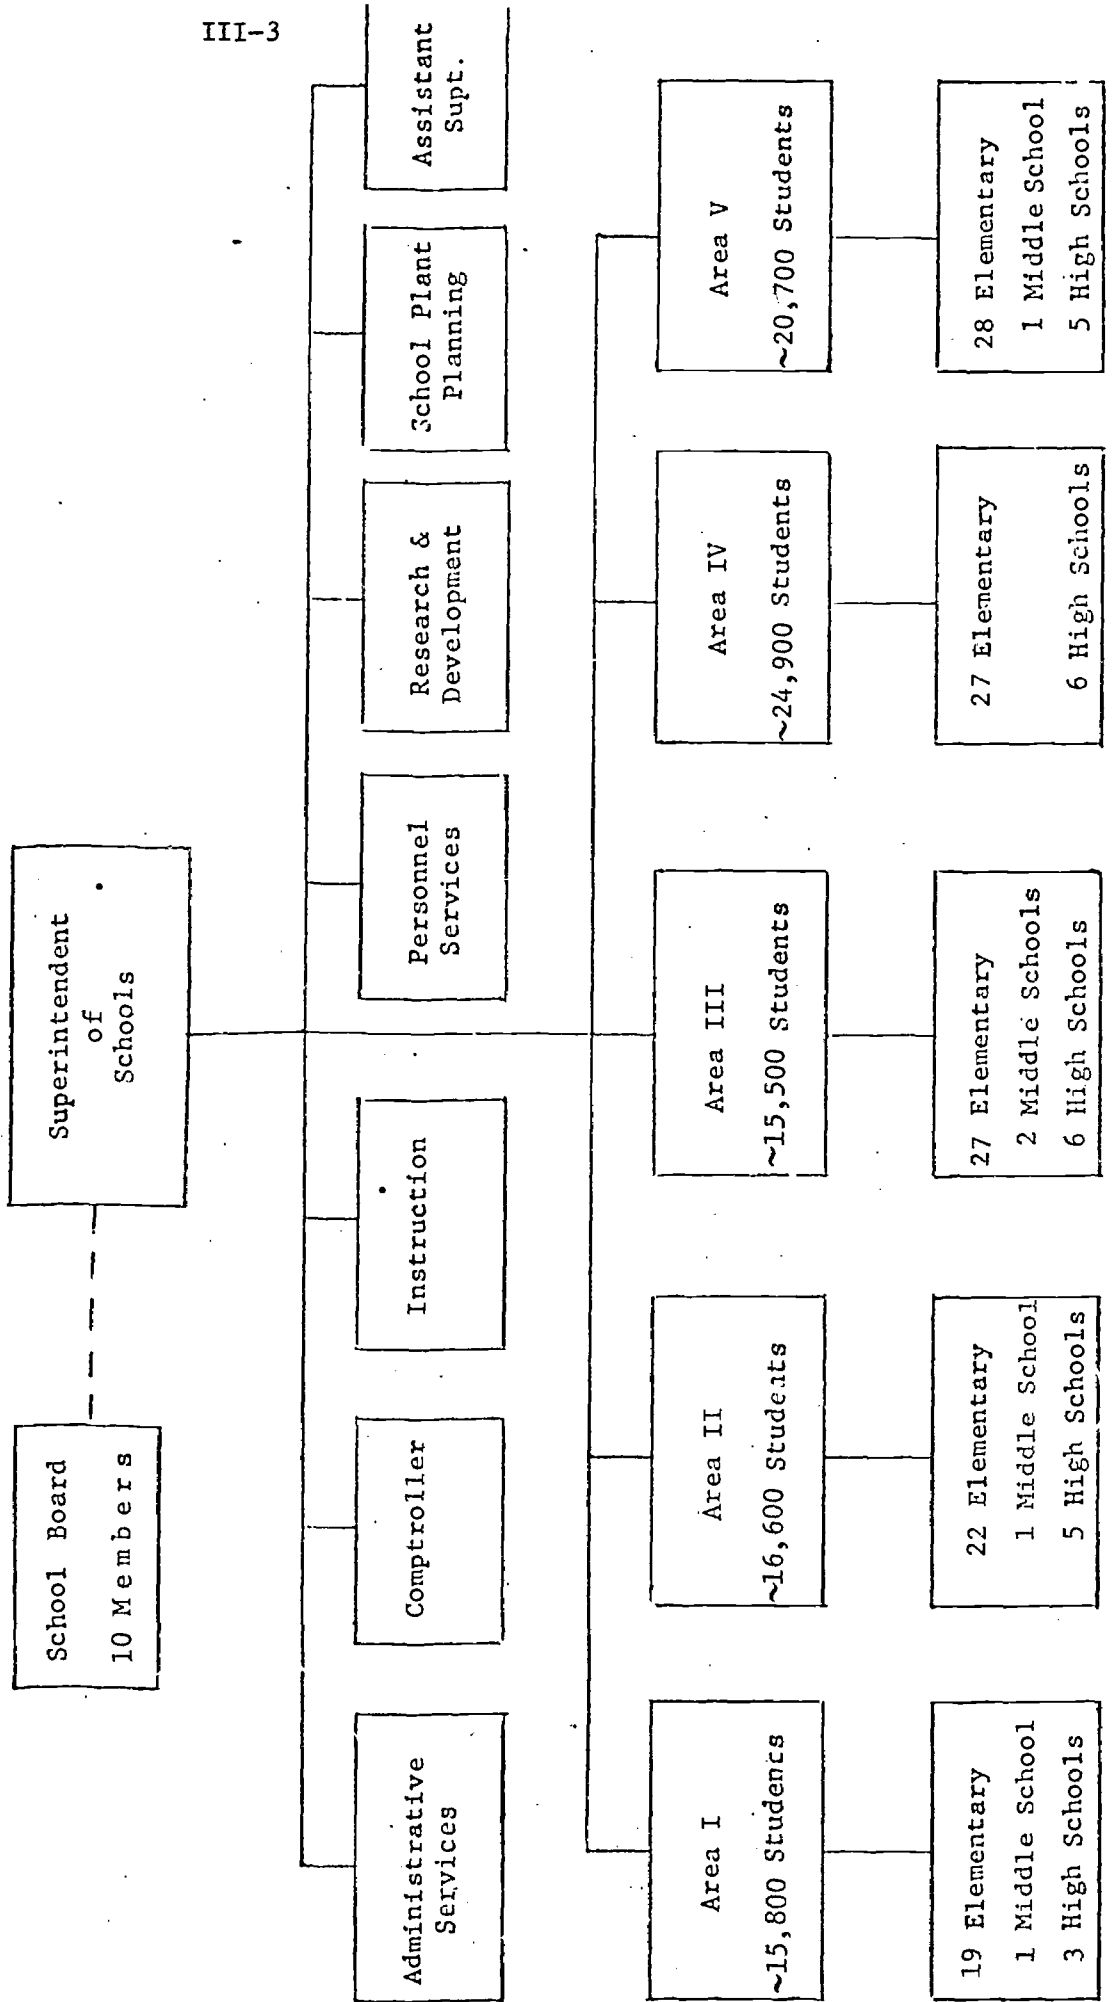 III-3
School Board
10 Members
Superintendent
of
Schools
Administrative
Services
Comptroller
Instruction
Personnel
Services
Research &
Development
School Plant
Planning
Assistant
Supt.
Area I
~15,800 Students
Area II
~16,600 Students
Area III
~15,500 Students
Area IV
~24,900 Students
Area V
~20,700 Students
19 Elementary
1 Middle School
3 High Schools
22 Elementary
1 Middle School
5 High Schools
27 Elementary
2 Middle Schools
6 High Schools
27 Elementary
6 High Schools
28 Elementary
1 Middle School
5 High Schools